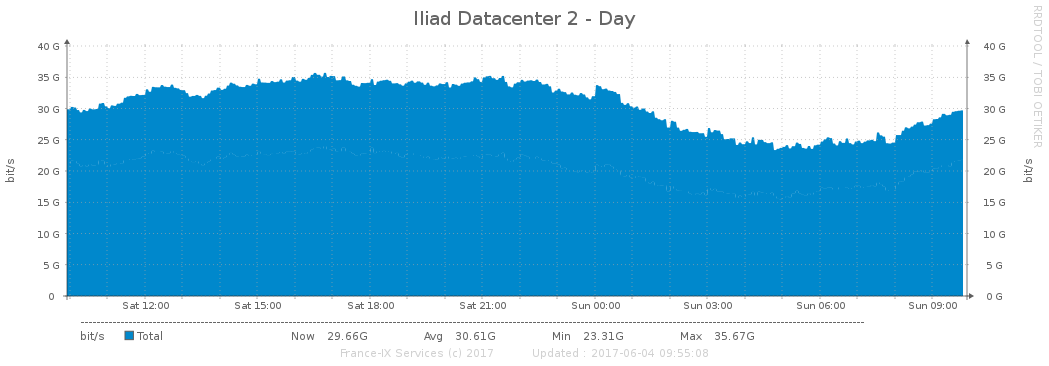 Iliad Datacenter 2 - Day
RRDTOOL / TOBI OETIKER
40 G 40 G
35 G 35 G
30 G 30 G
25 G 25 G
20 G 20 G
15 G 15 G
10 G 10 G
5 G 5 G
0 0 G
bit/s
bit/s
Sat 12:00 Sat 15:00 Sat 18:00 Sat 21:00 Sun 00:00 Sun 03:00 Sun 06:00 Sun 09:00
bit/s Total Now 29.66G Avg 30.61G Min 23.31G Max 35.67G
France-IX Services (c) 2017 Updated : 2017-06-04 09:55:08